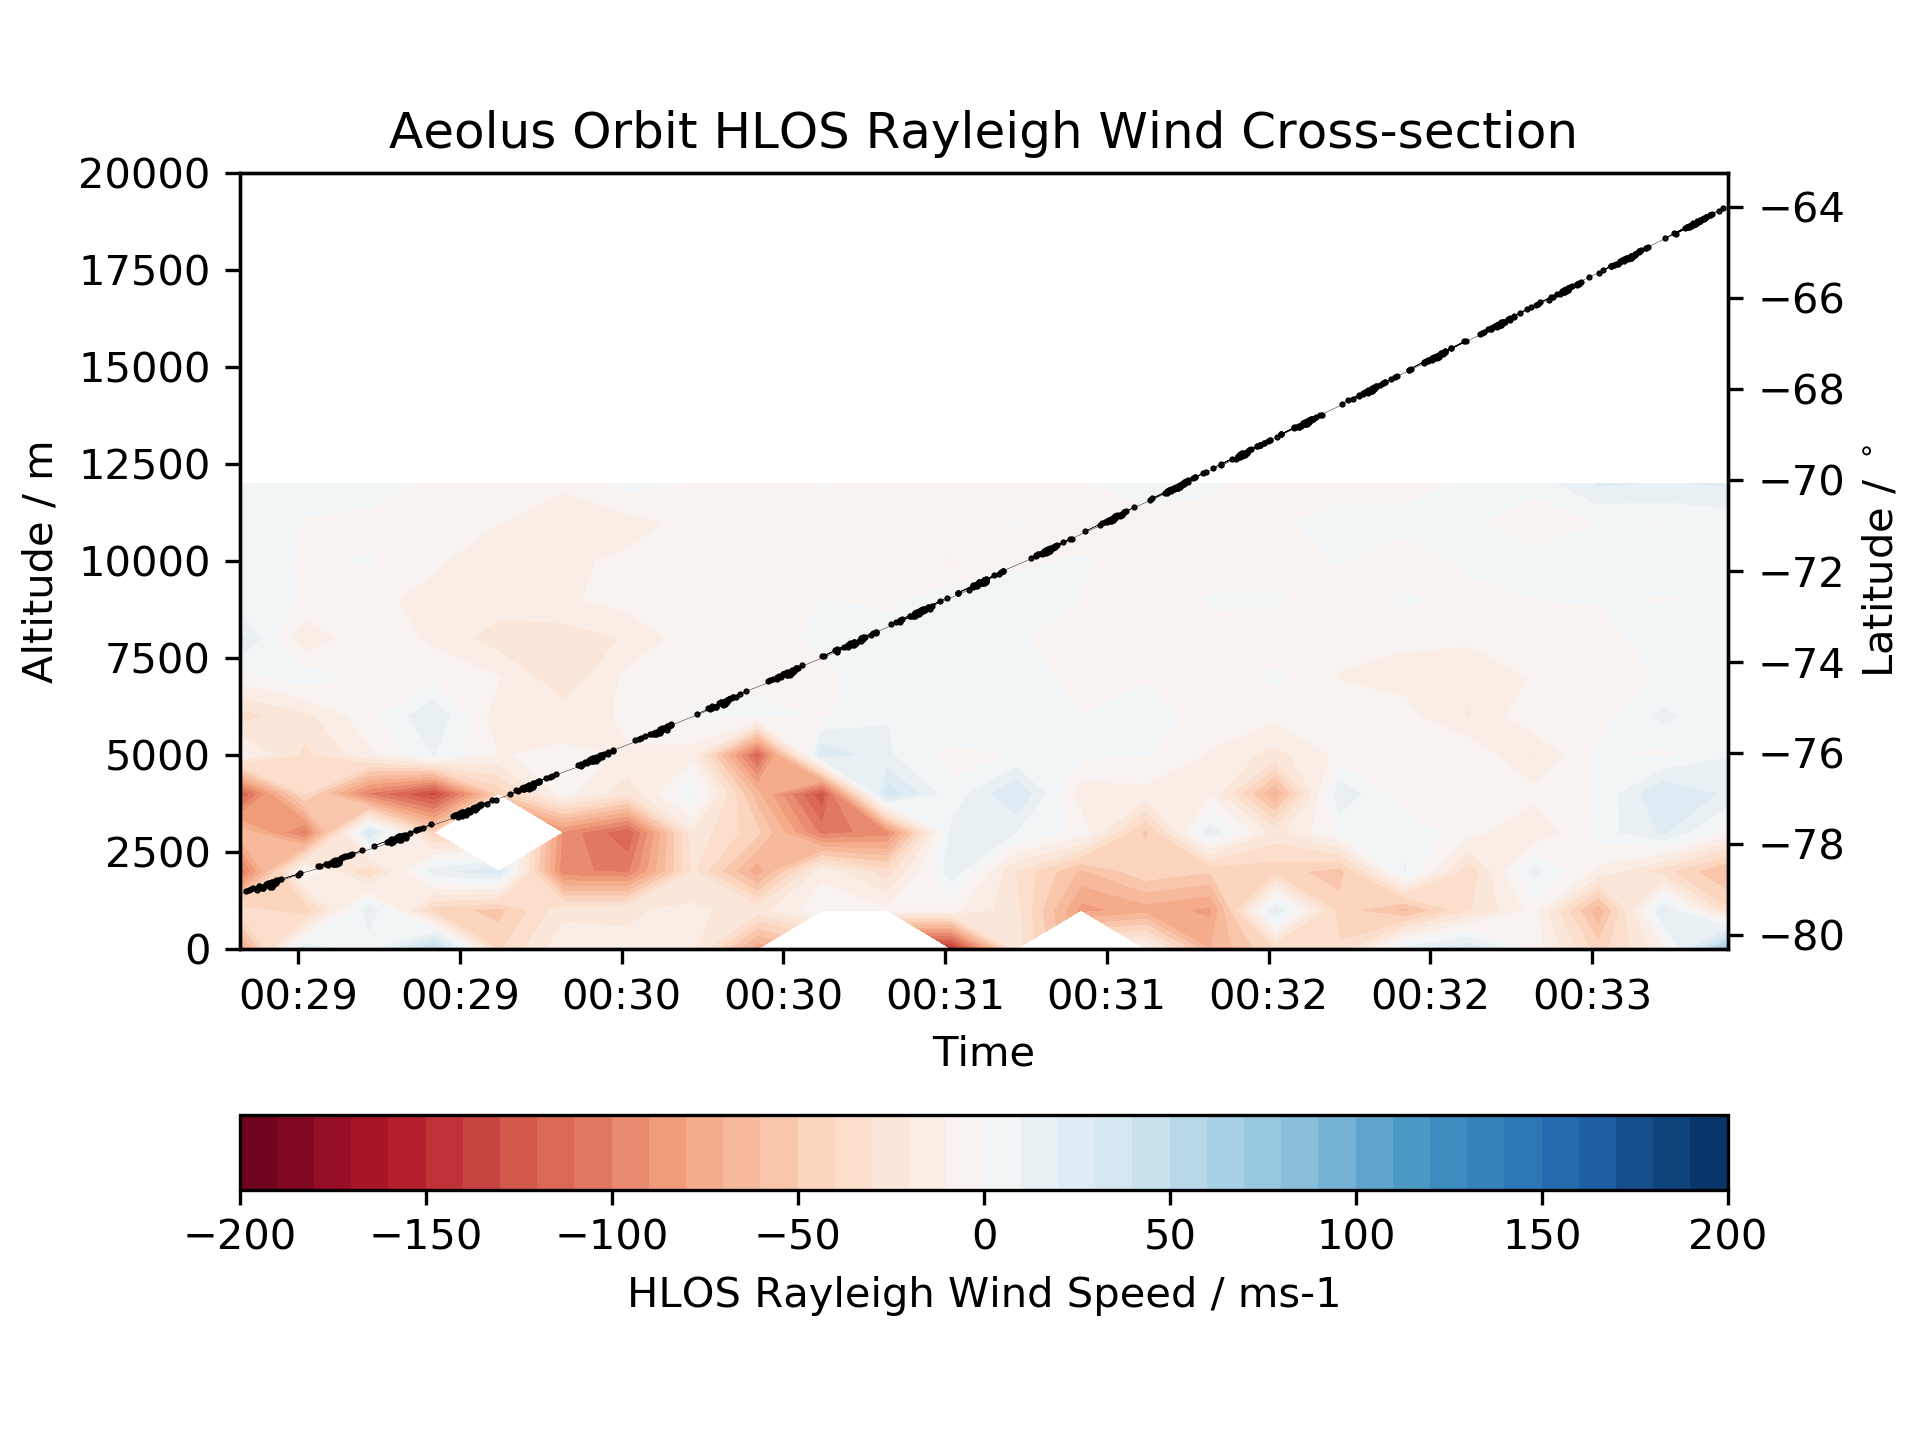 Aeolus Orbit HLOS Rayleigh Wind Cross-section
20000
17500
15000
12500
10000
7500
5000
2500
0
Altitude / m
−64
−66
−68
−70
−72
−74
−76
−78
−80
Latitude / °
00:29 00:29 00:30 00:30 00:31 00:31 00:32 00:32 00:33
Time
−200 −150 −100 −50 0 50 100 150 200
HLOS Rayleigh Wind Speed / ms-1